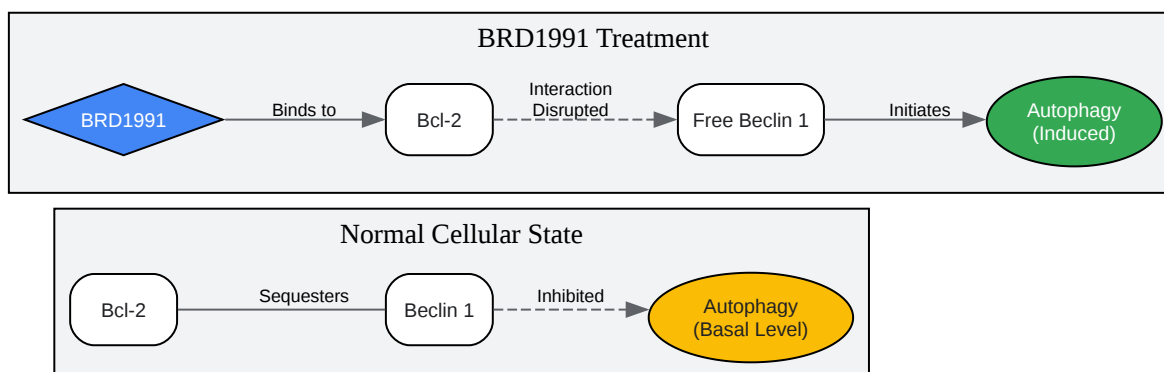 BRD1991 Treatment
BRD1991
Binds to
Bcl-2
Interaction
Disrupted
Free Beclin 1
Initiates
Autophagy
(Induced)
Normal Cellular State
Bcl-2
Sequesters
Beclin 1
Inhibited
Autophagy
(Basal Level)